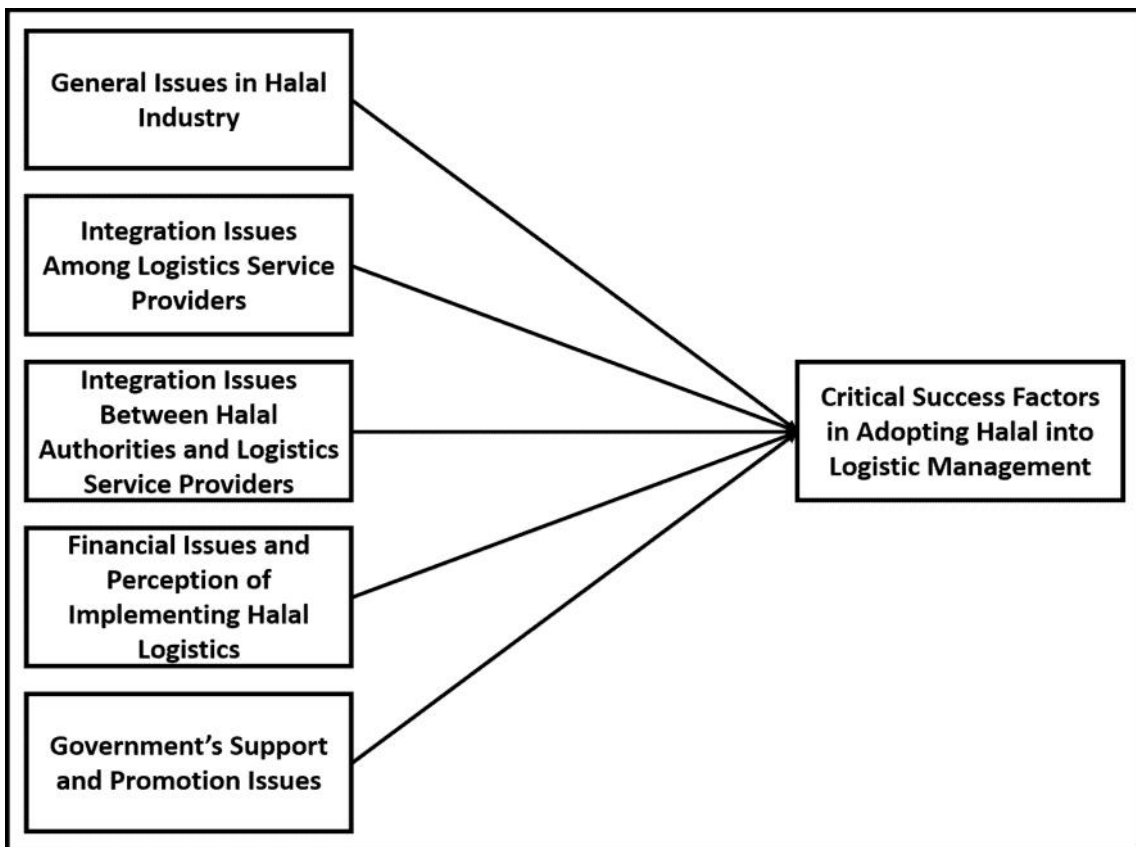 General Issues in Halal
Industry
Integration Issues
Among Logistics Service
Providers
Integration Issues
Between Halal
Authorities and Logistics
Service Providers
Financial Issues and
Perception of
Implementing Halal
Logistics
Government’s Support
and Promotion Issues
Critical Success Factors
in Adopting Halal into
Logistic Management